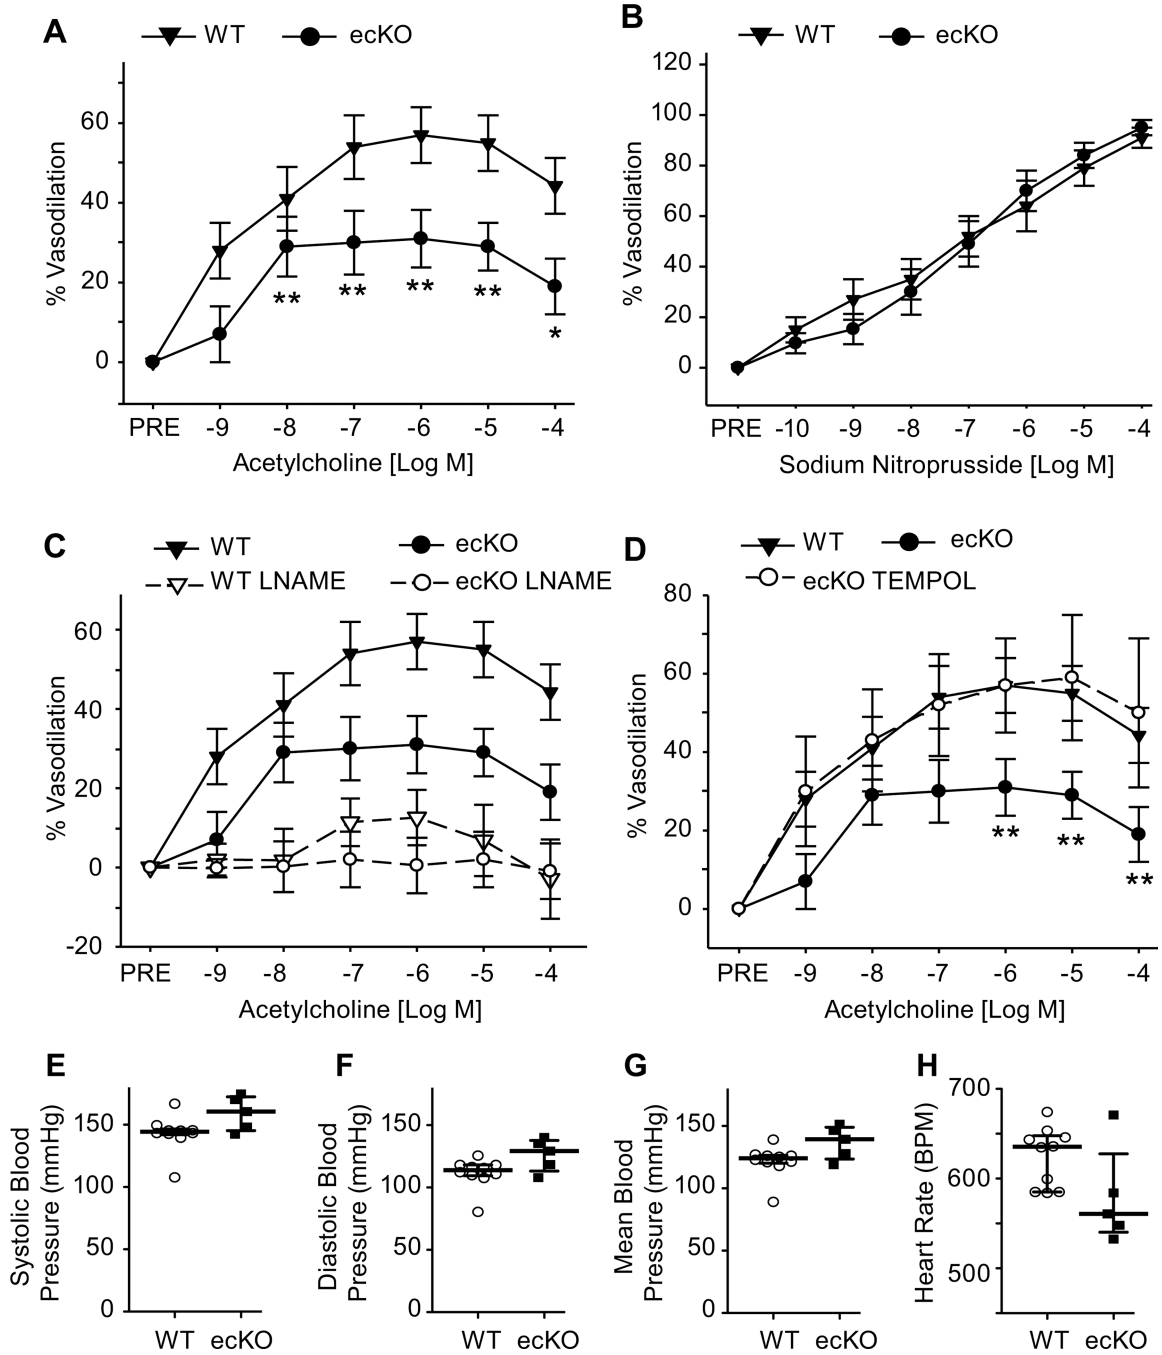 A
WT
ecKO
60
40
20
0
% Vasodilation
**
**
**
**
*
PRE -9 -8 -7 -6 -5 -4
Acetylcholine [Log M]
B
WT
ecKO
120
100
80
60
40
20
0
% Vasodilation
PRE -10 -9 -8 -7 -6 -5 -4
Sodium Nitroprusside [Log M]
C
WT
ecKO
WT LNAME
ecKO LNAME
60
40
20
0
-20
% Vasodilation
PRE -9 -8 -7 -6 -5 -4
Acetylcholine [Log M]
D
WT
ecKO
ecKO TEMPOL
80
60
40
20
0
% Vasodilation
**
**
**
PRE -9 -8 -7 -6 -5 -4
Acetylcholine [Log M]
E
Systolic Blood
Pressure (mmHg)
150
100
50
0
WT ecKO
F
Diastolic Blood
Pressure (mmHg)
150
100
50
0
WT ecKO
G
Mean Blood
Pressure (mmHg)
150
100
50
0
WT ecKO
H
Heart Rate (BPM)
700
600
500
WT ecKO